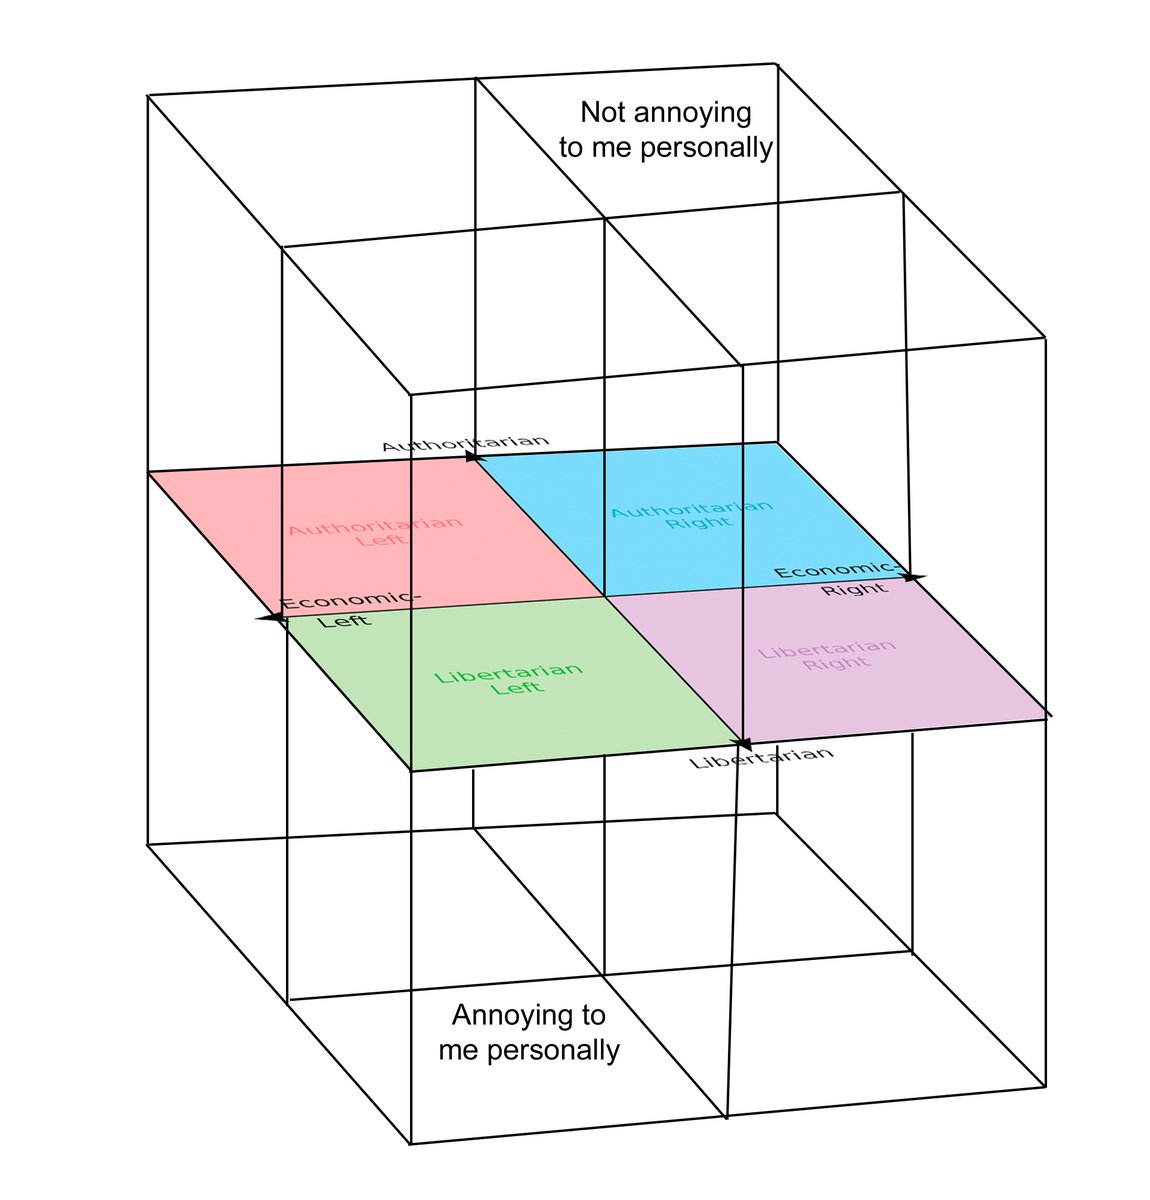 Not annoying
to me personally
Authoritarian
Authoritarian
Left
Authoritarian
Right
Economic-
Right
Economic-
Left
Libertarian
Left
Libertarian
Right
Libertarian
Annoying to
me personally